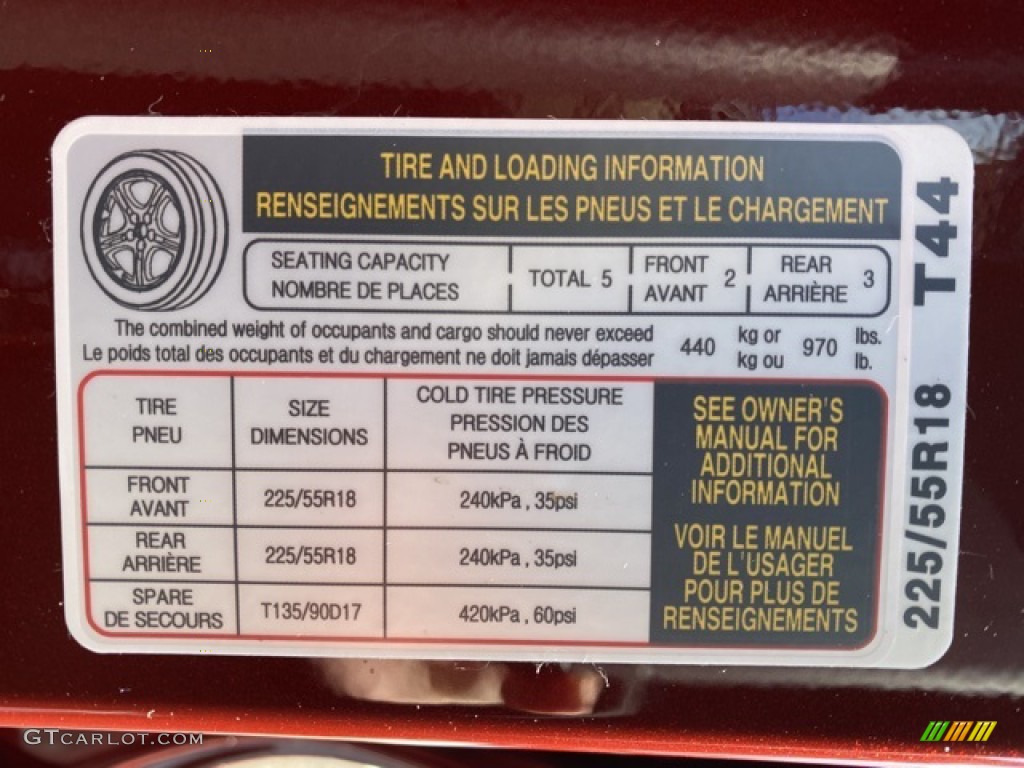 TIRE AND LOADING INFORMATION
RENSEIGNEMENTS SUR LES PNEUS ET LE CHARGEMENT
SEATING CAPACITY
NOMBRE DE PLACES
TOTAL 5
FRONT
AVANT
2
REAR
ARRIÈRE
3
The combined weight of occupants and cargo should never exceed
Le poids total des occupants et du chargement ne doit jamais dépasser
440
kg or
kg ou
970
lbs.
lb.
TIRE
PNEU
SIZE
DIMENSIONS
COLD TIRE PRESSURE
PRESSION DES
PNEUS À FROID
FRONT
AVANT
225/55R18
240kPa , 35psi
REAR
ARRIÈRE
225/55R18
240kPa , 35psi
SPARE
DE SECOURS
T135/90D17
420kPa , 60psi
SEE OWNER'S
MANUAL FOR
ADDITIONAL
INFORMATION
VOIR LE MANUEL
DE L'USAGER
POUR PLUS DE
RENSEIGNEMENTS
225/55R18 T44
GTCARLOT.COM